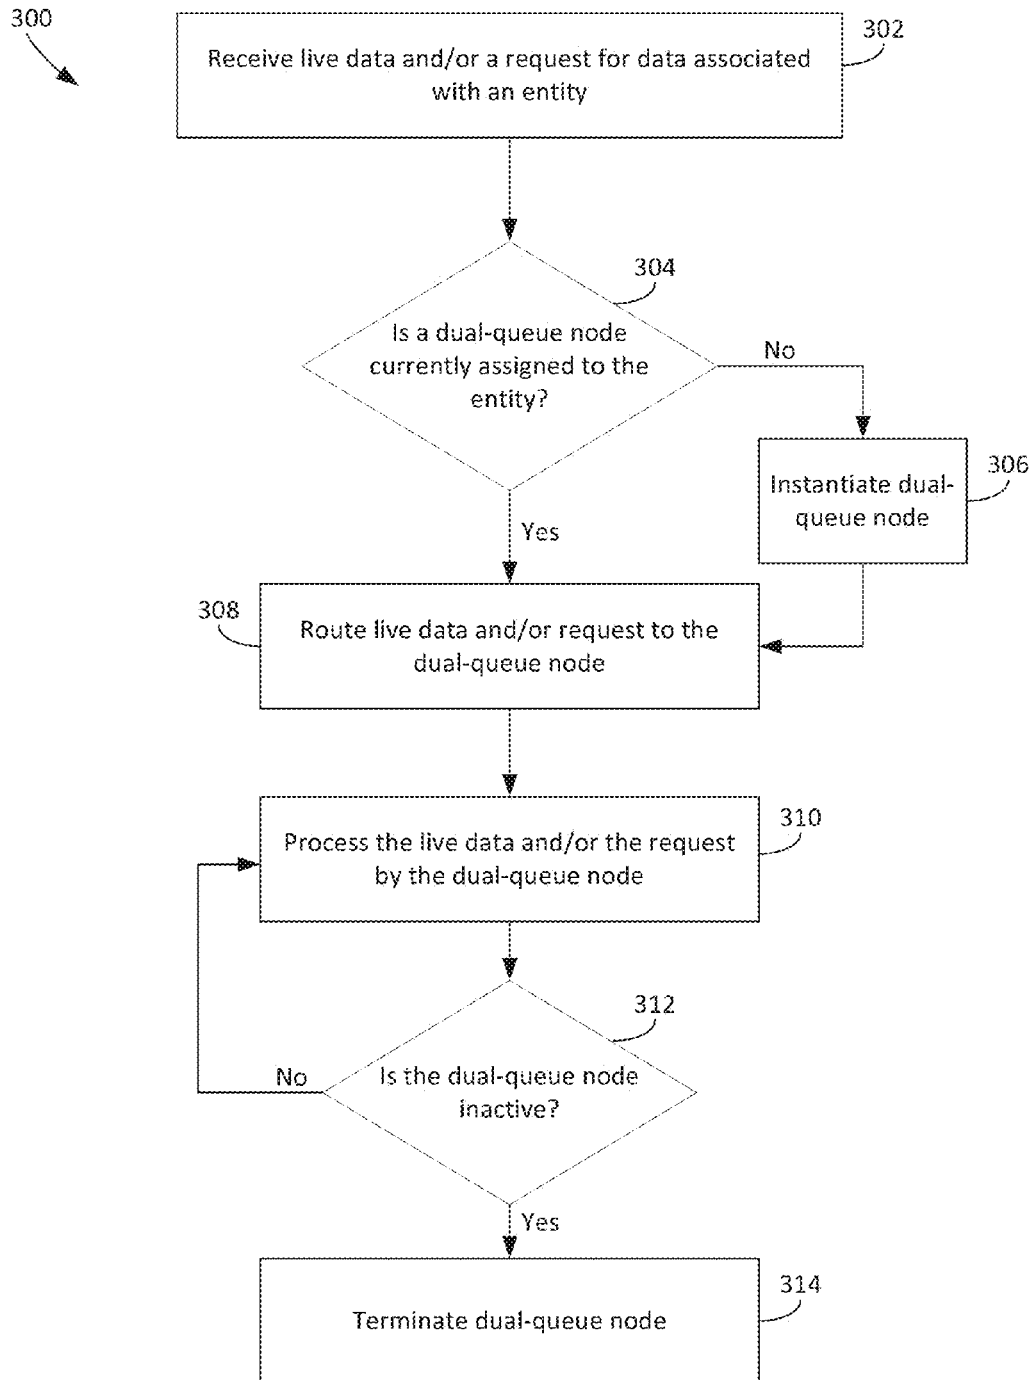 300
302
Receive live data and/or a request for data associated
with an entity
304
Is a dual-queue node
currently assigned to the
entity?
No
306
Instantiate dual-
queue node
Yes
308
Route live data and/or request to the
dual-queue node
310
Process the live data and/or the request
by the dual-queue node
312
Is the dual-queue node
inactive?
No
Yes
314
Terminate dual-queue node